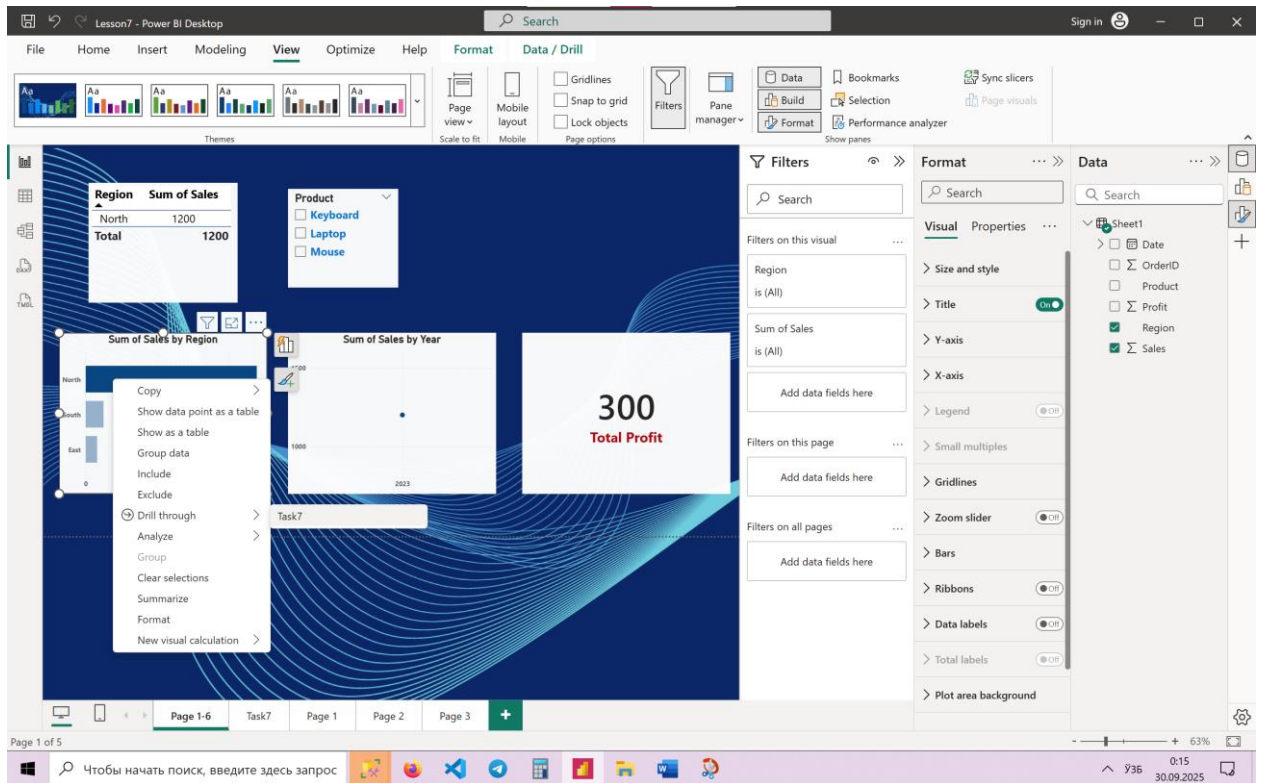 Lesson7 - Power BI Desktop
Search
Sign in
File Home Insert Modeling View Optimize Help Format Data / Drill
Aa Aa Aa Aa Aa Aa
Themes
Page view
Scale to fit
Mobile layout
Mobile
Gridlines
Snap to grid
Lock objects
Page options
Filters
Pane manager
Data
Build
Format
Bookmarks
Selection
Performance analyzer
Sync slicers
Page visuals
Show panes
Region Sum of Sales
North 1200
Total 1200
Product
Keyboard
Laptop
Mouse
Sum of Sales by Region
North
South
East
0
Copy
Show data point as a table
Show as a table
Group data
Include
Exclude
Drill through
Analyze
Group
Clear selections
Summarize
Format
New visual calculation
Task7
Sum of Sales by Year
1000
2023
300
Total Profit
Filters
Search
Filters on this visual
Region
is (All)
Sum of Sales
is (All)
Add data fields here
Filters on this page
Add data fields here
Filters on all pages
Add data fields here
Format
Search
Visual Properties
Size and style
Title On
Y-axis
X-axis
Legend Off
Small multiples
Gridlines
Zoom slider Off
Bars
Ribbons Off
Data labels Off
Total labels Off
Plot area background
Data
Search
Sheet1
Date
OrderID
Product
Profit
Region
Sales
DAX
TMDL
Page 1-6 Task7 Page 1 Page 2 Page 3
Page 1 of 5
63%
Чтобы начать поиск, введите здесь запрос
ЎЗБ
0:15
30.09.2025